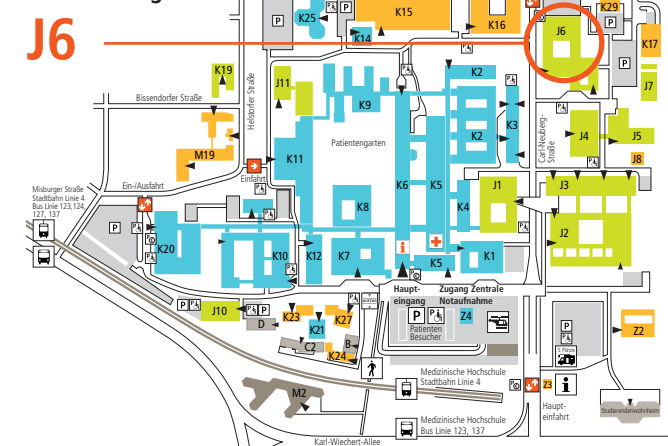 J6
K25
P
P
K15
K14
K16
K29
P
K17
J6
P
J7
K19
J11
Bissendorfer Straße
Helstorfer Straße
K9
K2
K2
K3
Carl-Neuberg-
Straße
J4
J5
J8
M19
Patientengarten
K11
Einfahrt
Misburger Straße
Stadtbahn Linie 4
Bus Linie 123,124,
127, 137
Ein-/Ausfahrt
K6
K5
K4
J1
J3
K8
J2
P
K20
K10
K12
K7
i
K5
K1
Haupt-
eingang
Zugang Zentrale
Notaufnahme
P
J10
D
K23
K21
K27
P
Patienten
Besucher
Z4
P
Z2
C2
B
K24
5 Plätze
M2
Medizinische Hochschule
Stadtbahn Linie 4
Z3
i
Haupt-
einfahrt
Studierendenwohnheim
Medizinische Hochschule
Bus Linie 123, 137
Karl-Wiechert-Allee